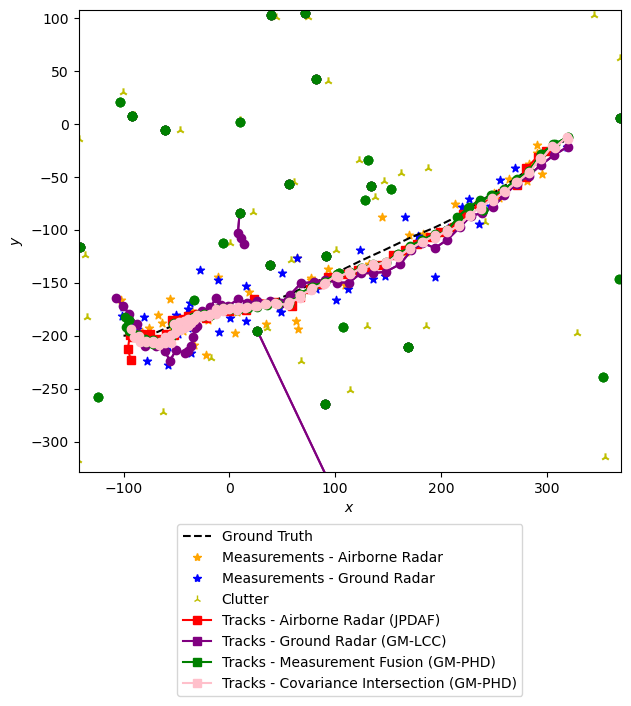 100
50
0
−50
−100
−150
−200
−250
−300
y
−100
0
100
200
300
x
Ground Truth
Measurements - Airborne Radar
Measurements - Ground Radar
Clutter
Tracks - Airborne Radar (JPDAF)
Tracks - Ground Radar (GM-LCC)
Tracks - Measurement Fusion (GM-PHD)
Tracks - Covariance Intersection (GM-PHD)